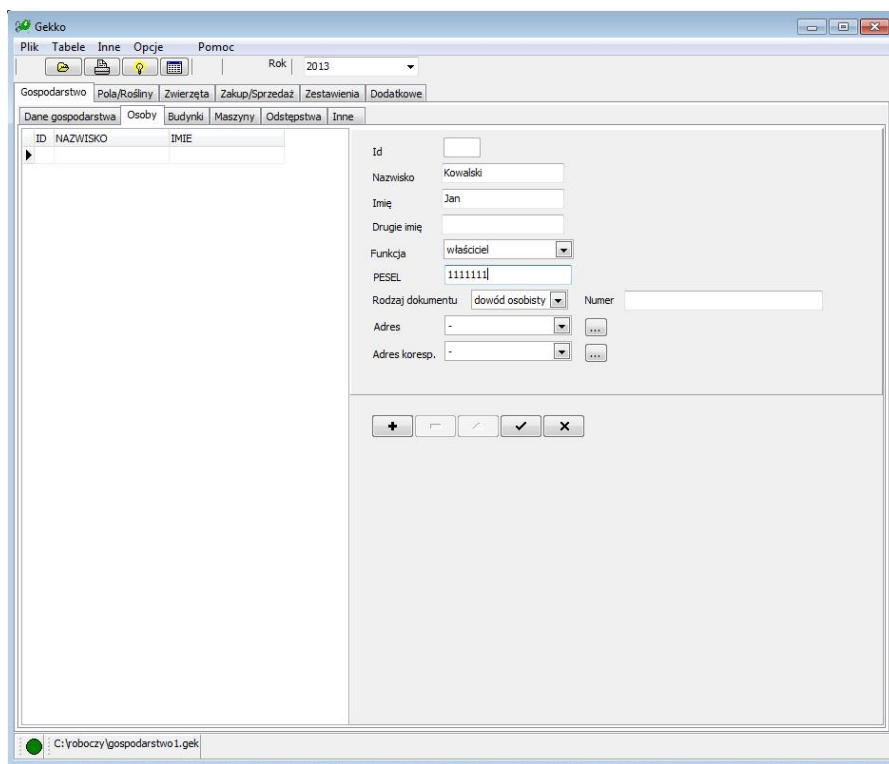 Gekko
Plik Tabele Inne Opcje Pomoc
Rok 2013
Gospodarstwo Pola/Rośliny Zwierzęta Zakup/Sprzedaż Zestawienia Dodatkowe
Dane gospodarstwa Osoby Budynki Maszyny Odstępstwa Inne
ID NAZWISKO IMIE
Id
Nazwisko Kowalski
Imię Jan
Drugie imię
Funkcja właściciel
PESEL 1111111
Rodzaj dokumentu dowód osobisty Numer
Adres - ...
Adres koresp. - ...
C:\roboczy\gospodarstwo1.gek